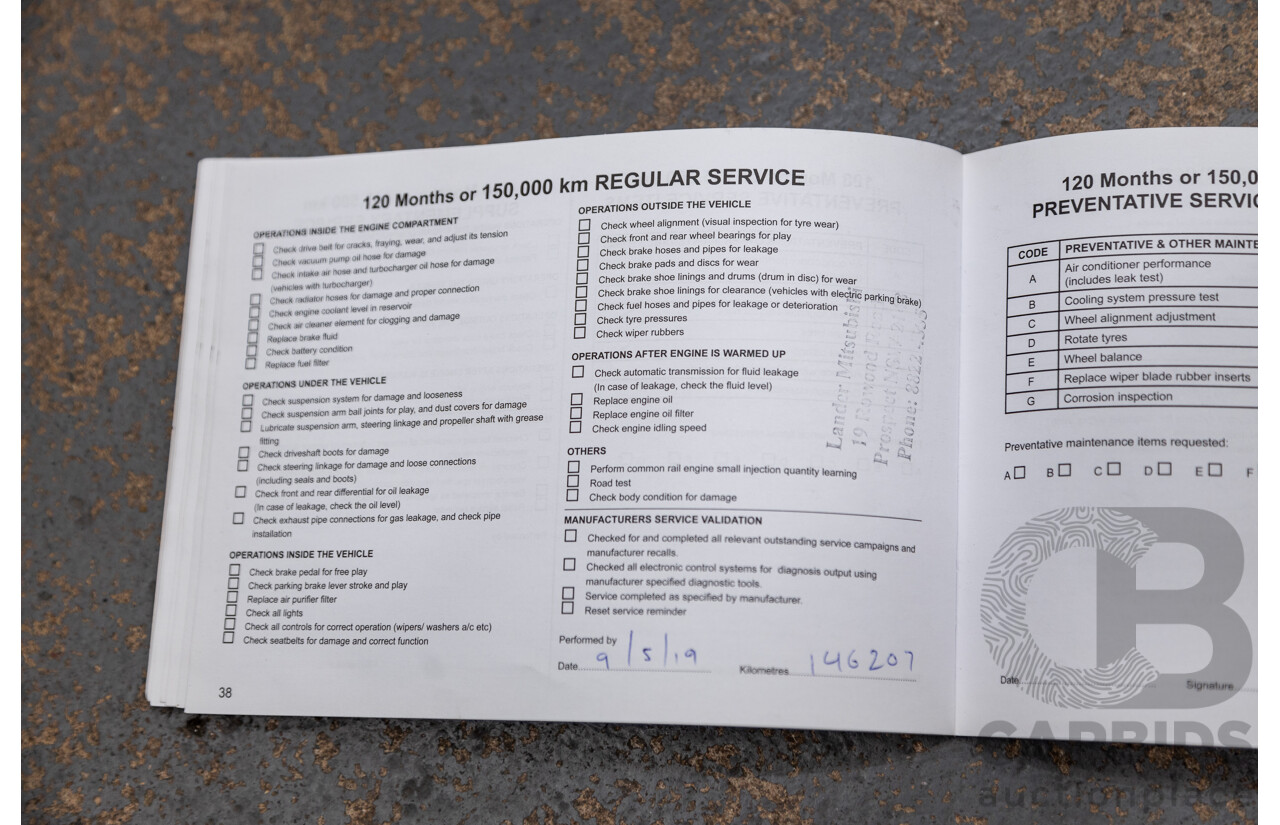 120 Months or 150,000 km REGULAR SERVICE
OPERATIONS INSIDE THE ENGINE COMPARTMENT
Check drive belt for cracks, fraying, wear, and adjust its tension
Check vacuum pump oil hose for damage
Check intake air hose and turbocharger oil hose for damage
(vehicles with turbocharger)
Check radiator hoses for damage and proper connection
Check engine coolant level in reservoir
Check air cleaner element for clogging and damage
Replace brake fluid
Check battery condition
Replace fuel filter
OPERATIONS UNDER THE VEHICLE
Check suspension system for damage and looseness
Check suspension arm ball joints for play, and dust covers for damage
Lubricate suspension arm, steering linkage and propeller shaft with grease
fitting
Check driveshaft boots for damage
Check steering linkage for damage and loose connections
(including seals and boots)
Check front and rear differential for oil leakage
(In case of leakage, check the oil level)
Check exhaust pipe connections for gas leakage, and check pipe
installation
OPERATIONS INSIDE THE VEHICLE
Check brake pedal for free play
Check parking brake lever stroke and play
Replace air purifier filter
Check all lights
Check all controls for correct operation (wipers/ washers a/c etc)
Check seatbelts for damage and correct function
38
OPERATIONS OUTSIDE THE VEHICLE
Check wheel alignment (visual inspection for tyre wear)
Check front and rear wheel bearings for play
Check brake hoses and pipes for leakage
Check brake pads and discs for wear
Check brake shoe linings and drums (drum in disc) for wear
Check brake shoe linings for clearance (vehicles with electric parking brake)
Check fuel hoses and pipes for leakage or deterioration
Check tyre pressures
Check wiper rubbers
OPERATIONS AFTER ENGINE IS WARMED UP
Check automatic transmission for fluid leakage
(In case of leakage, check the fluid level)
Replace engine oil
Replace engine oil filter
Check engine idling speed
OTHERS
Perform common rail engine small injection quantity learning
Road test
Check body condition for damage
MANUFACTURERS SERVICE VALIDATION
Checked for and completed all relevant outstanding service campaigns and
manufacturer recalls.
Checked all electronic control systems for diagnosis output using
manufacturer specified diagnostic tools.
Service completed as specified by manufacturer.
Reset service reminder
Performed by
Date 9/5/19 Kilometres 146207
Lander Mitsubishi
19
Prospect NSW
Phone:
120 Months or 150,0
PREVENTATIVE SERVIC
CODE PREVENTATIVE & OTHER MAINTE
A Air conditioner performance
(includes leak test)
B Cooling system pressure test
C Wheel alignment adjustment
D Rotate tyres
E Wheel balance
F Replace wiper blade rubber inserts
G Corrosion inspection
Preventative maintenance items requested:
A B C D E F
Date Signature
CB
CARBIDS
auctionplace